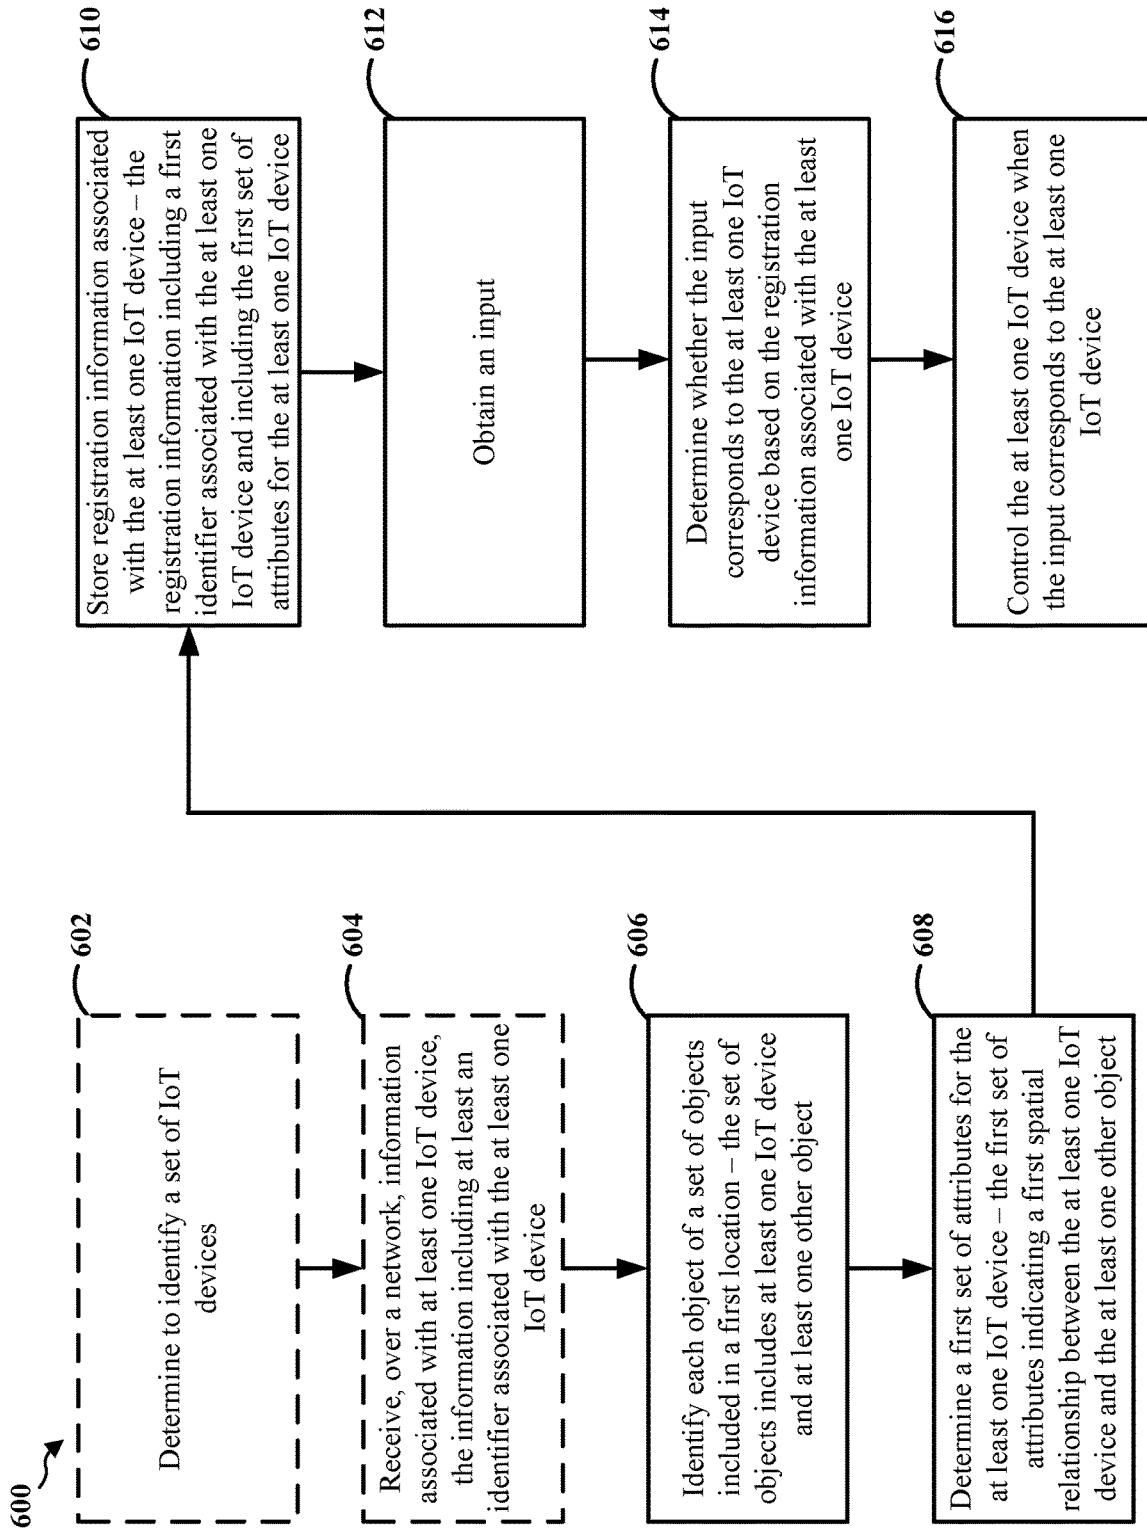 600
602
Determine to identify a set of IoT
devices
604
Receive, over a network, information
associated with at least one IoT device,
the information including at least an
identifier associated with the at least one
IoT device
606
Identify each object of a set of objects
included in a first location – the set of
objects includes at least one IoT device
and at least one other object
608
Determine a first set of attributes for the
at least one IoT device – the first set of
attributes indicating a first spatial
relationship between the at least one IoT
device and the at least one other object
610
Store registration information associated
with the at least one IoT device – the
registration information including a first
identifier associated with the at least one
IoT device and including the first set of
attributes for the at least one IoT device
612
Obtain an input
614
Determine whether the input
corresponds to the at least one IoT
device based on the registration
information associated with the at least
one IoT device
616
Control the at least one IoT device when
the input corresponds to the at least one
IoT device